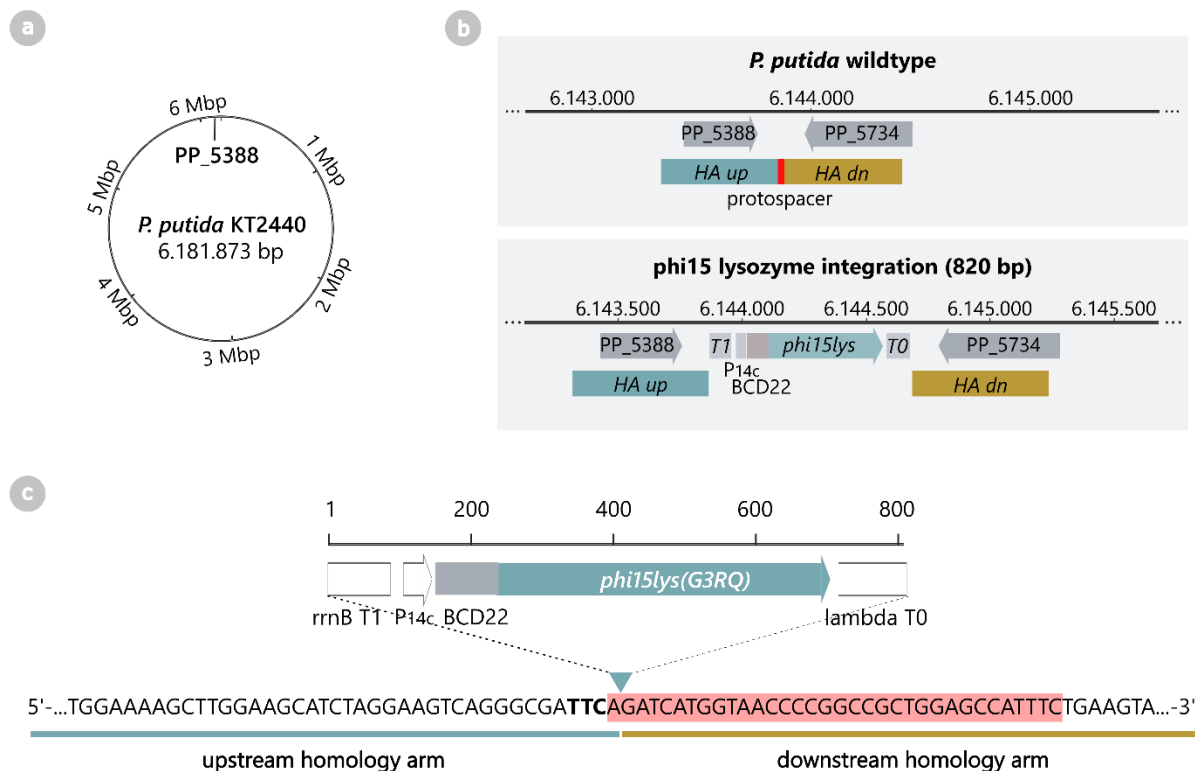 a
6 Mbp
PP_5388
1 Mbp
5 Mbp
P. putida KT2440
6.181.873 bp
4 Mbp
2 Mbp
3 Mbp
b
P. putida wildtype
6.143.000 6.144.000 6.145.000
... ...
PP_5388 PP_5734
HA up HA dn
protospacer
phi15 lysozyme integration (820 bp)
6.143.500 6.144.000 6.144.500 6.145.000 6.145.500
... ...
PP_5388 T1 phi15lys T0 PP_5734
P14c
BCD22
HA up HA dn
c
1 200 400 600 800
phi15lys(G3RQ)
rrnB T1 P14c BCD22 lambda T0
5'-...TGGAAAAGCTTGGAAGCATCTAGGAAGTCAGGGCGATTCAGATCATGGTAACCCCGGCCGCTGGAGCCATTTCTGAAGTA...-3'
upstream homology arm downstream homology arm